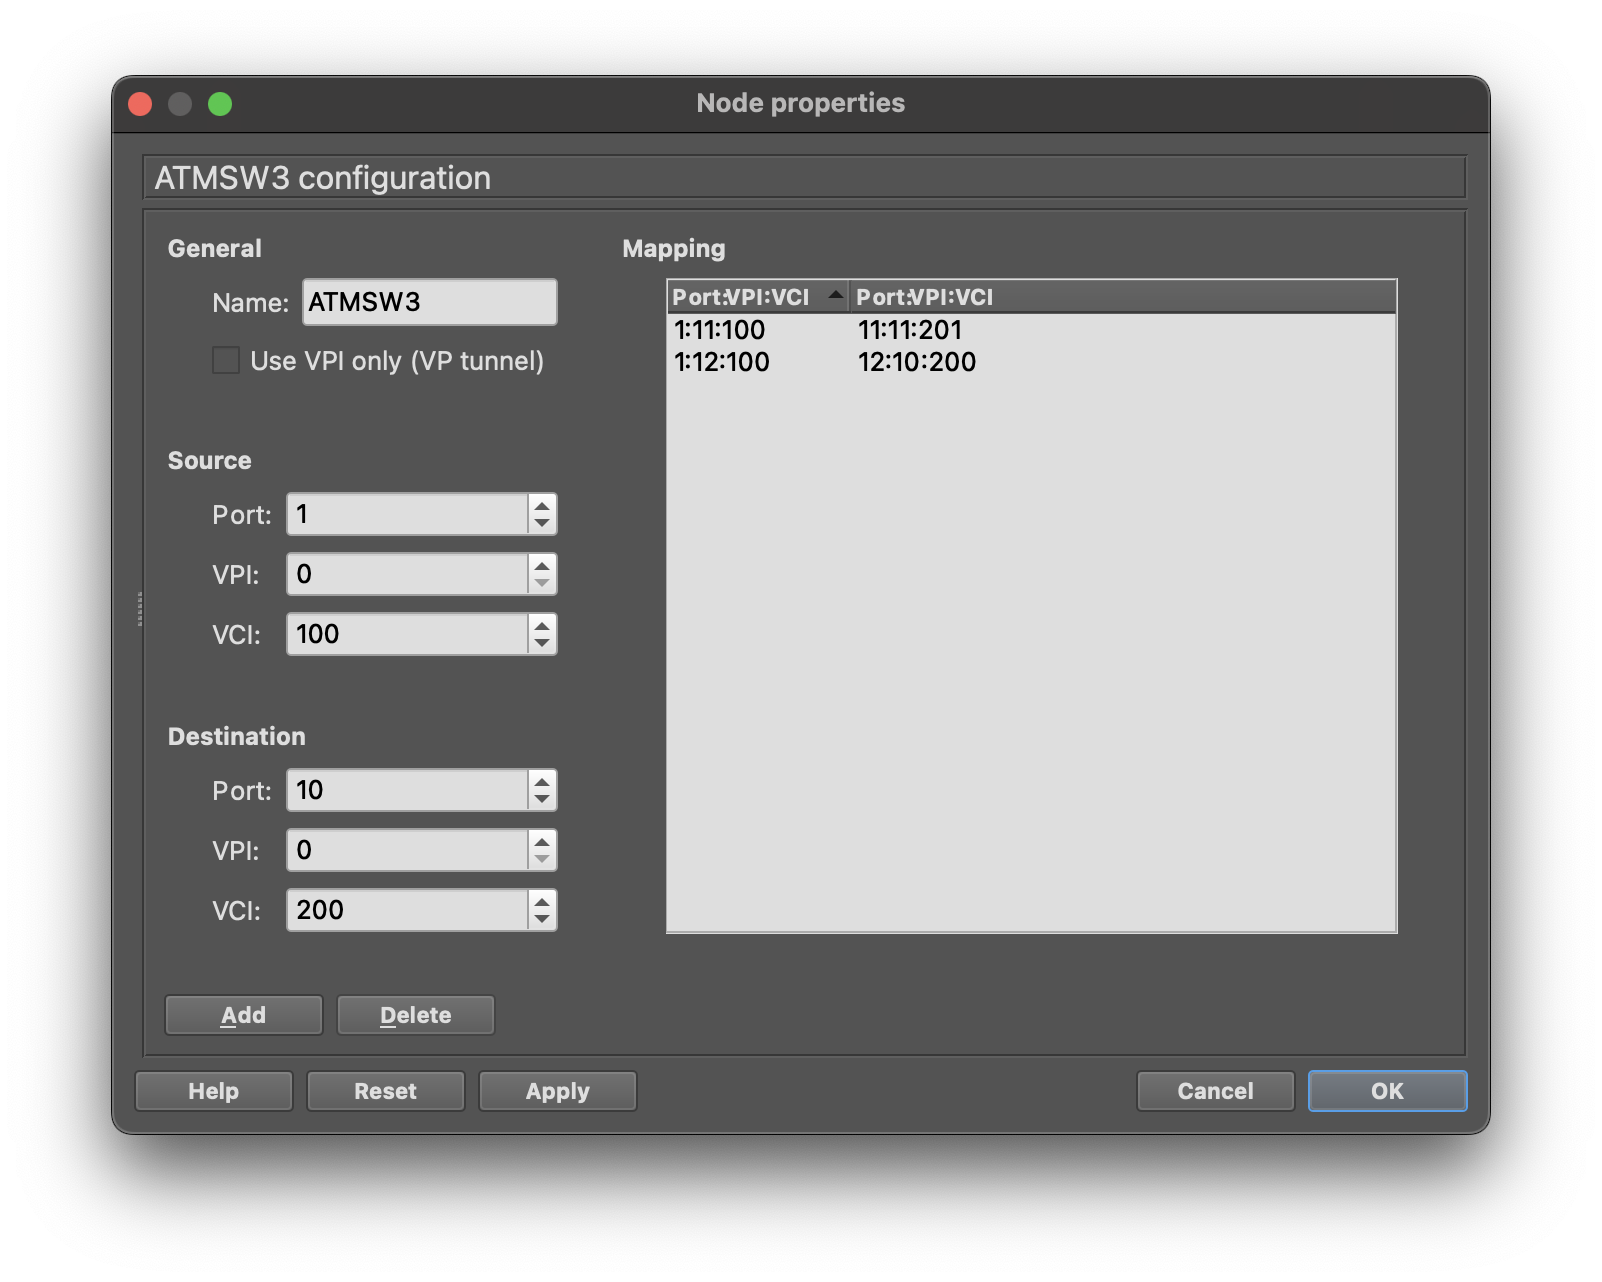 Node properties
ATMSW3 configuration
General
Name: ATMSW3
Use VPI only (VP tunnel)
Source
Port: 1
VPI: 0
VCI: 100
Destination
Port: 10
VPI: 0
VCI: 200
Add Delete
Mapping
Port:VPI:VCI Port:VPI:VCI
1:11:100 11:11:201
1:12:100 12:10:200
Help Reset Apply Cancel OK